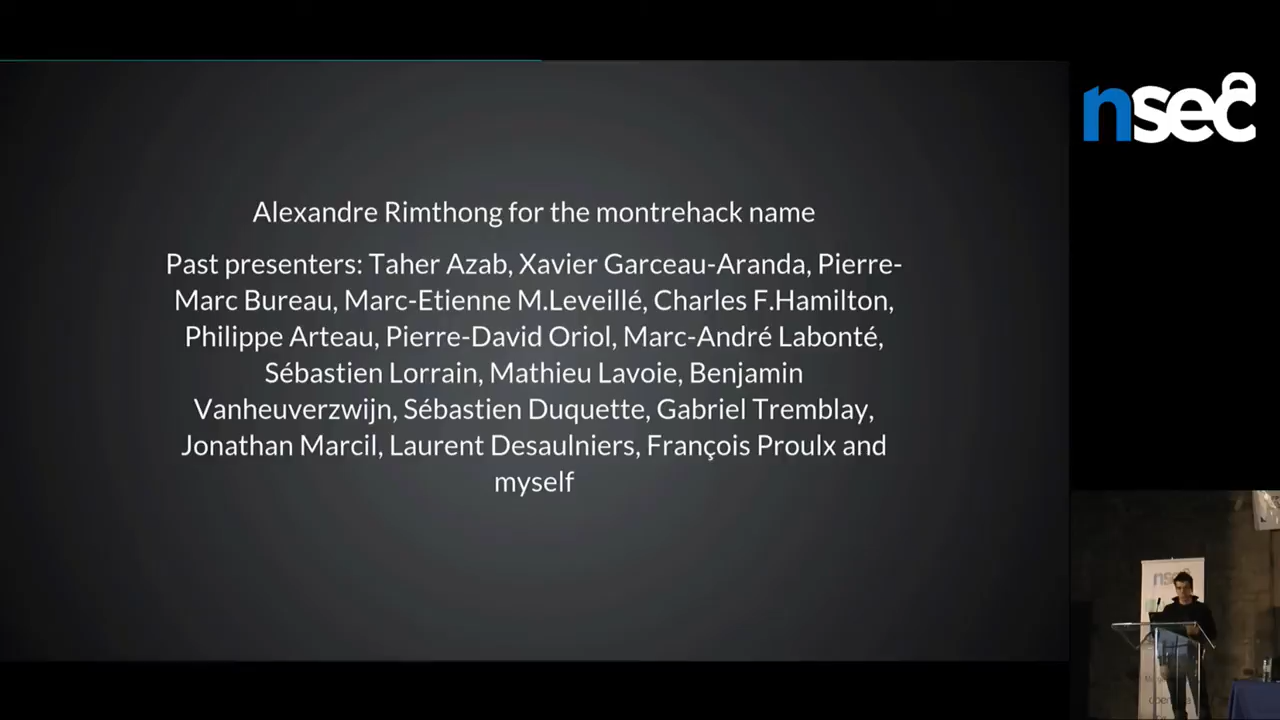 nsec
Alexandre Rimthong for the montrehack name
Past presenters: Taher Azab, Xavier Garceau-Aranda, Pierre-
Marc Bureau, Marc-Etienne M.Leveillé, Charles F.Hamilton,
Philippe Arteau, Pierre-David Oriol, Marc-André Labonté,
Sébastien Lorrain, Mathieu Lavoie, Benjamin
Vanheuverzwijn, Sébastien Duquette, Gabriel Tremblay,
Jonathan Marcil, Laurent Desaulniers, François Proulx and
myself
nsec